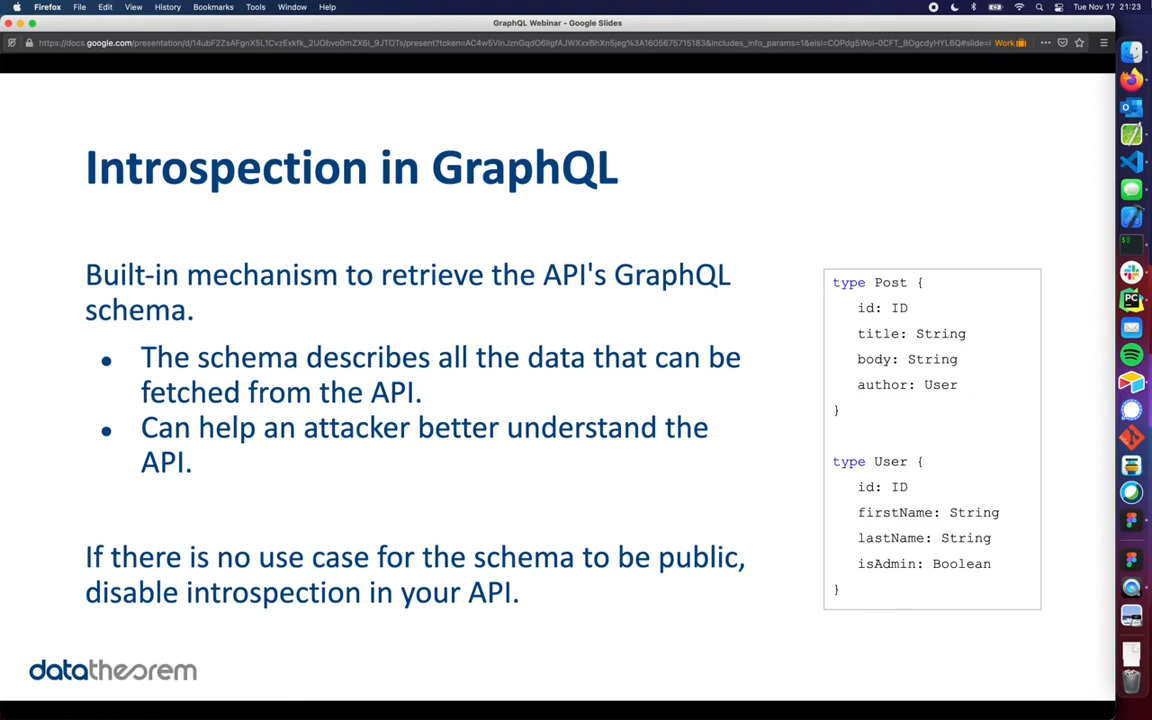 Firefox File Edit View History Bookmarks Tools Window Help
Tue Nov 17 21:23
GraphQL Webinar - Google Slides
Work
Introspection in GraphQL
Built-in mechanism to retrieve the API's GraphQL
schema.
• The schema describes all the data that can be
fetched from the API.
• Can help an attacker better understand the
API.
If there is no use case for the schema to be public,
disable introspection in your API.
type Post {
id: ID
title: String
body: String
author: User
}
type User {
id: ID
firstName: String
lastName: String
isAdmin: Boolean
}
datatheorem